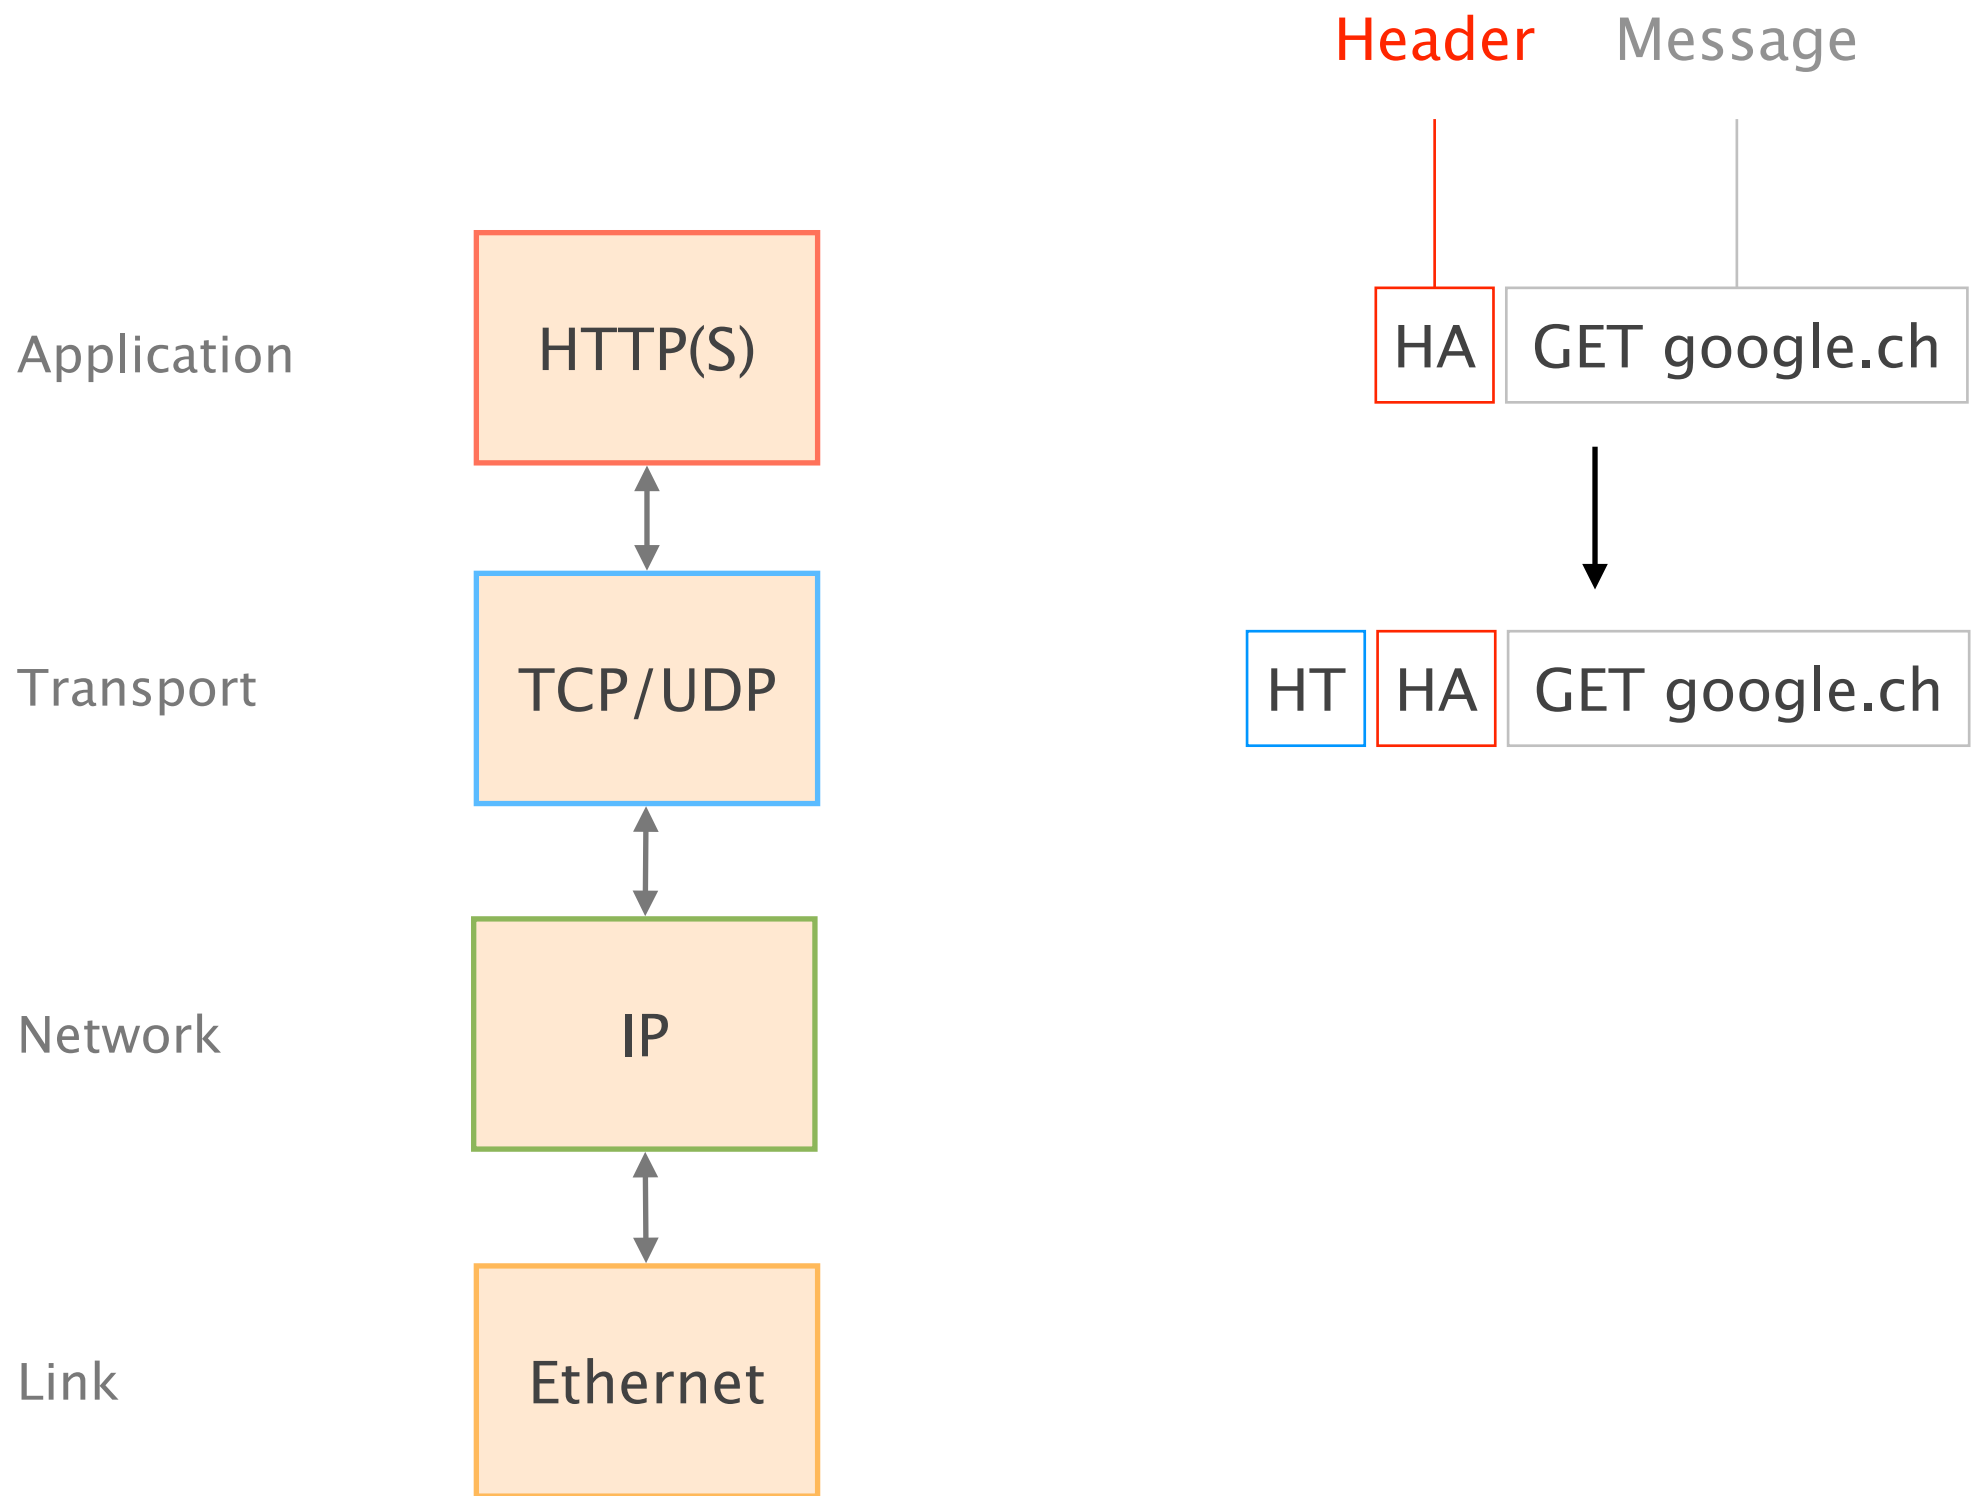 Header Message
Application HTTP(S) HA GET google.ch
Transport TCP/UDP HT HA GET google.ch
Network IP
Link Ethernet